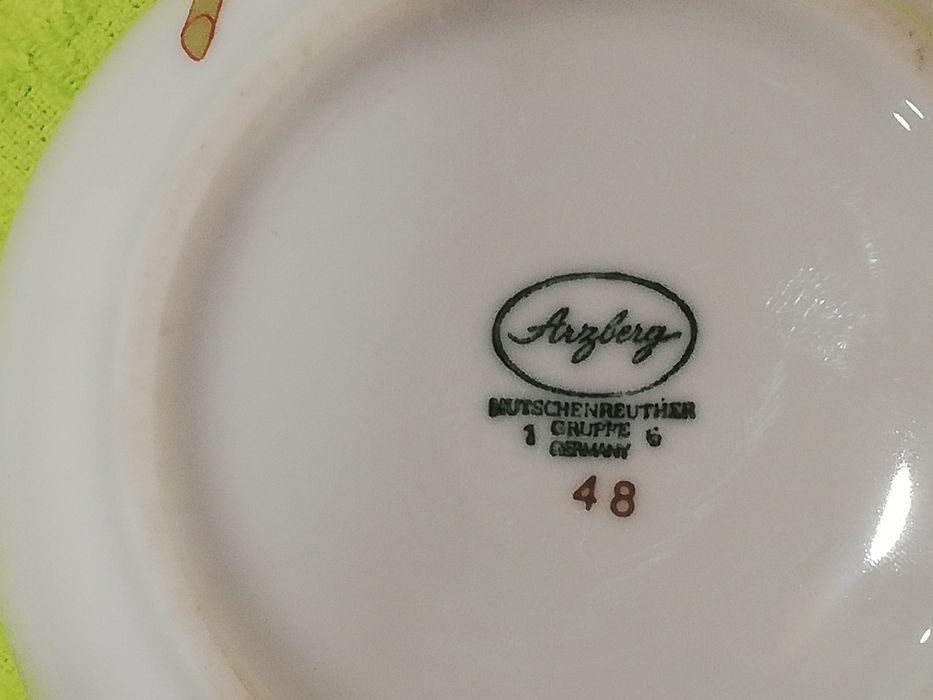 Arzberg
HUTSCHENREUTHER
1 GRUPPE 6
GERMANY
48